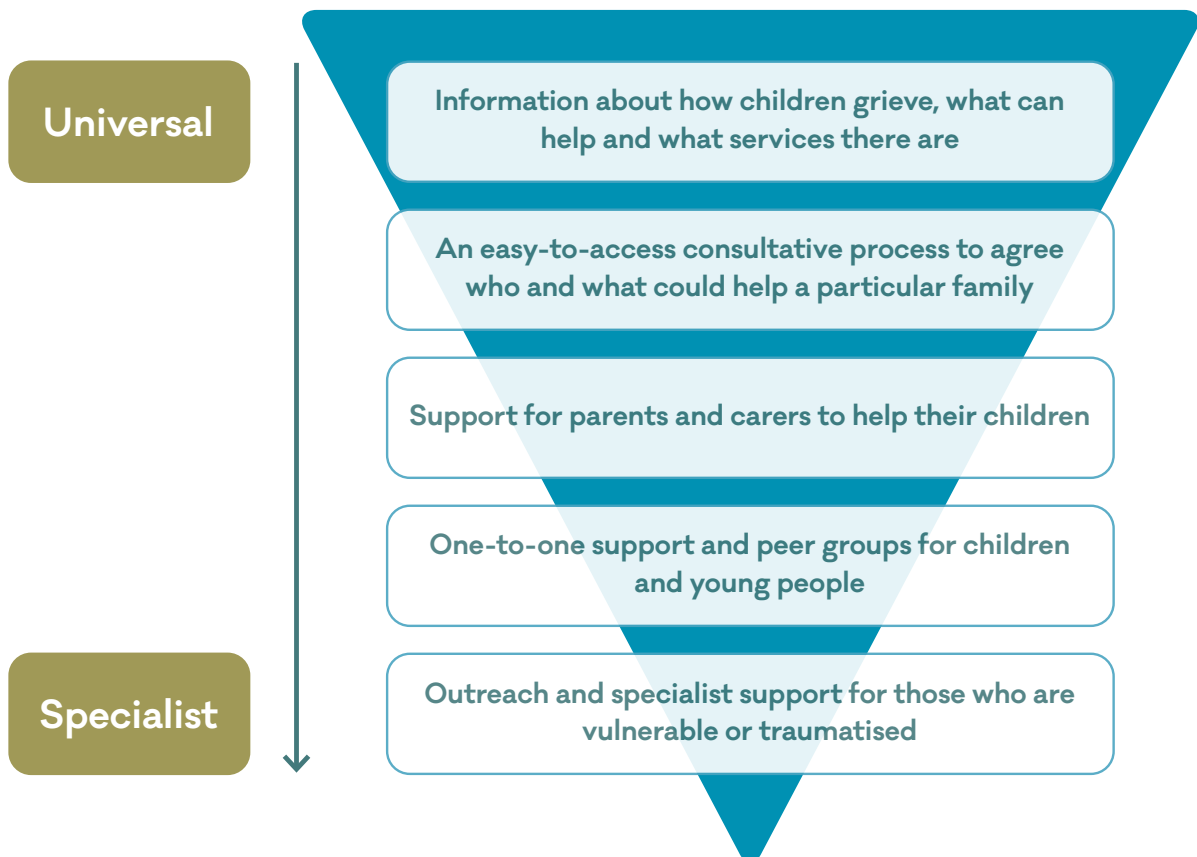 Universal
Information about how children grieve, what can
help and what services there are
An easy-to-access consultative process to agree
who and what could help a particular family
Support for parents and carers to help their children
One-to-one support and peer groups for children
and young people
Specialist
Outreach and specialist support for those who are
vulnerable or traumatised